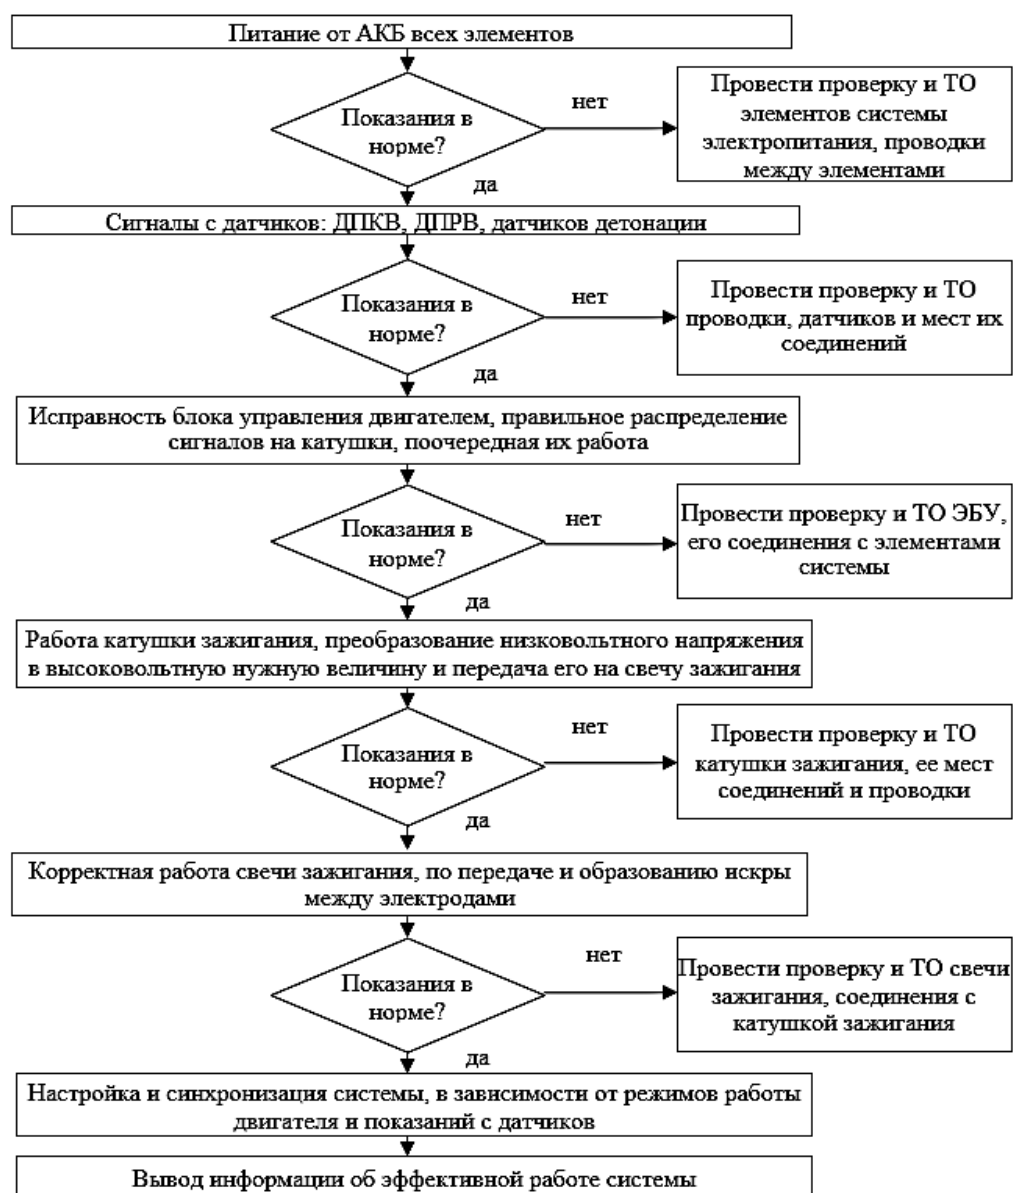 Питание от АКБ всех элементов
Показания в
норме?
нет
Провести проверку и ТО
элементов системы
электропитания, проводки
между элементами
да
Сигналы с датчиков: ДПКВ, ДПРВ, датчиков детонации
Показания в
норме?
нет
Провести проверку и ТО
проводки, датчиков и мест их
соединений
да
Исправность блока управления двигателем, правильное распределение
сигналов на катушки, поочередная их работа
Показания в
норме?
нет
Провести проверку и ТО ЭБУ,
его соединения с элементами
системы
да
Работа катушки зажигания, преобразование низковольтного напряжения
в высоковольтную нужную величину и передача его на свечу зажигания
Показания в
норме?
нет
Провести проверку и ТО
катушки зажигания, ее мест
соединений и проводки
да
Корректная работа свечи зажигания, по передаче и образованию искры
между электродами
Показания в
норме?
нет
Провести проверку и ТО свечи
зажигания, соединения с
катушкой зажигания
да
Настройка и синхронизация системы, в зависимости от режимов работы
двигателя и показаний с датчиков
Вывод информации об эффективной работе системы